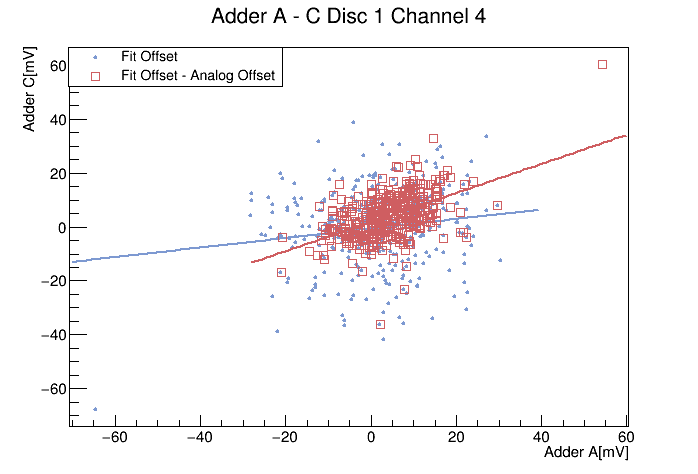 Adder A - C Disc 1 Channel 4
Adder C[mV]
Fit Offset
Fit Offset - Analog Offset
60
40
20
0
−20
−40
−60
−60 −40 −20 0 20 40 60
Adder A[mV]